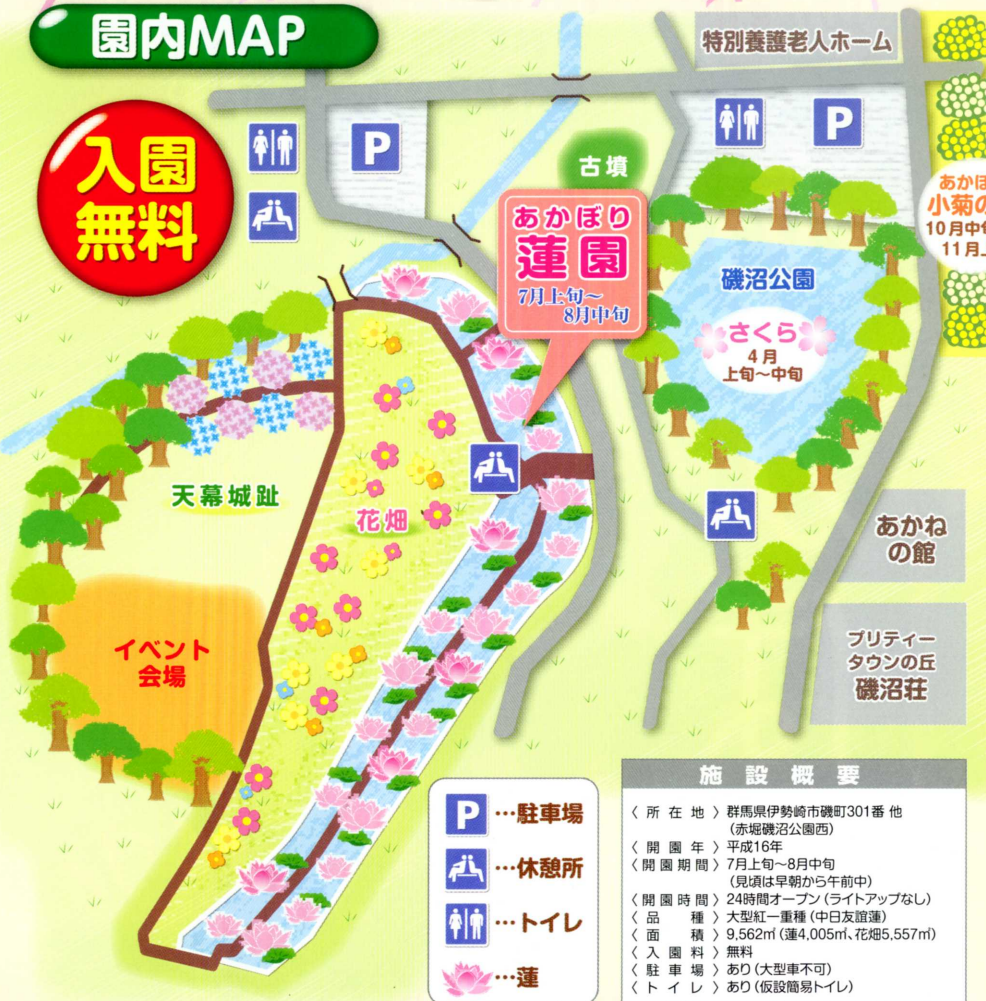 園内MAP
入園
無料
P
特別養護老人ホーム
P
古墳
あかぼり
蓮園
7月上旬～
8月中旬
磯沼公園
さくら
4月
上旬～中旬
あかぼ
小菊の
10月中旬
11月上
天幕城趾
花畑
イベント
会場
あかね
の館
プリティー
タウンの丘
磯沼荘
P…駐車場
…休憩所
…トイレ
…蓮
施設概要
〈所在地〉群馬県伊勢崎市磯町301番 他
(赤堀磯沼公園西)
〈開園年〉平成16年
〈開園期間〉7月上旬～8月中旬
(見頃は早朝から午前中)
〈開園時間〉24時間オープン(ライトアップなし)
〈品種〉大型紅一重種(中日友誼蓮)
〈面積〉9,562㎡(蓮4,005㎡、花畑5,557㎡)
〈入園料〉無料
〈駐車場〉あり(大型車不可)
〈トイレ〉あり(仮設簡易トイレ)